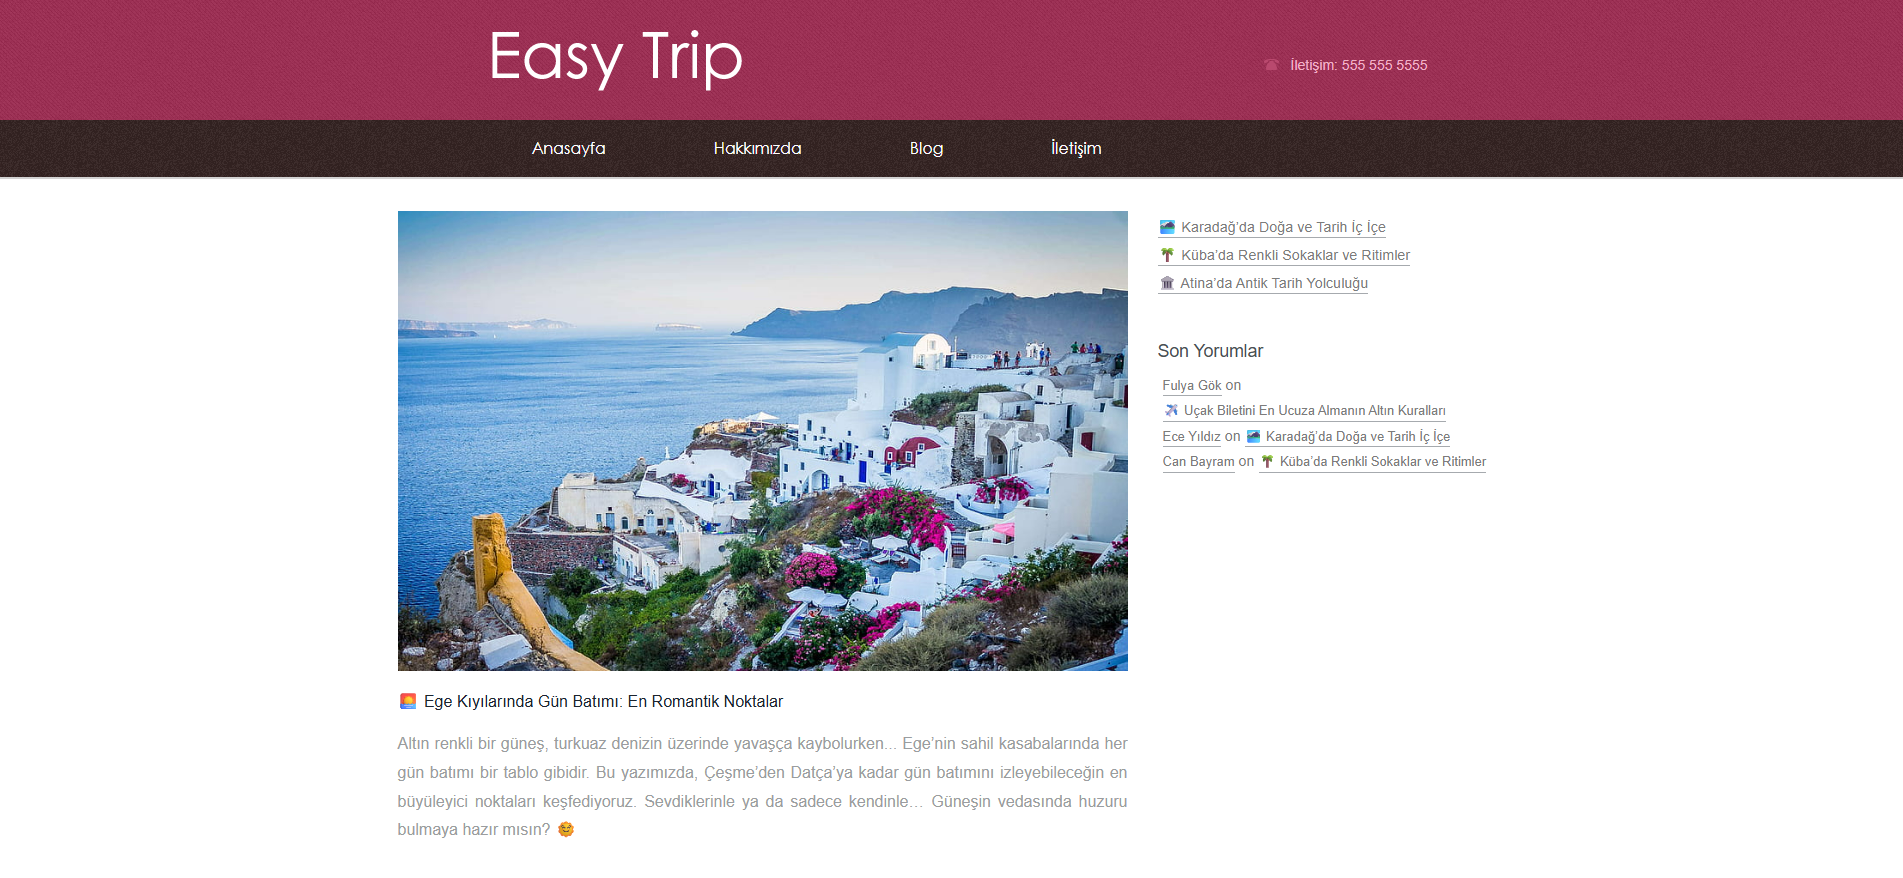 Easy Trip
İletişim: 555 555 5555
Anasayfa Hakkımızda Blog İletişim
Karadağ’da Doğa ve Tarih İç İçe
Küba’da Renkli Sokaklar ve Ritimler
Atina’da Antik Tarih Yolculuğu
Son Yorumlar
Fulya Gök on
Uçak Biletini En Ucuza Almanın Altın Kuralları
Ece Yıldız on Karadağ’da Doğa ve Tarih İç İçe
Can Bayram on Küba’da Renkli Sokaklar ve Ritimler
Ege Kıyılarında Gün Batımı: En Romantik Noktalar
Altın renkli bir güneş, turkuaz denizin üzerinde yavaşça kaybolurken... Ege’nin sahil kasabalarında her
gün batımı bir tablo gibidir. Bu yazımızda, Çeşme’den Datça’ya kadar gün batımını izleyebileceğin en
büyüleyici noktaları keşfediyoruz. Sevdiklerinle ya da sadece kendinle… Güneşin vedasında huzuru
bulmaya hazır mısın?